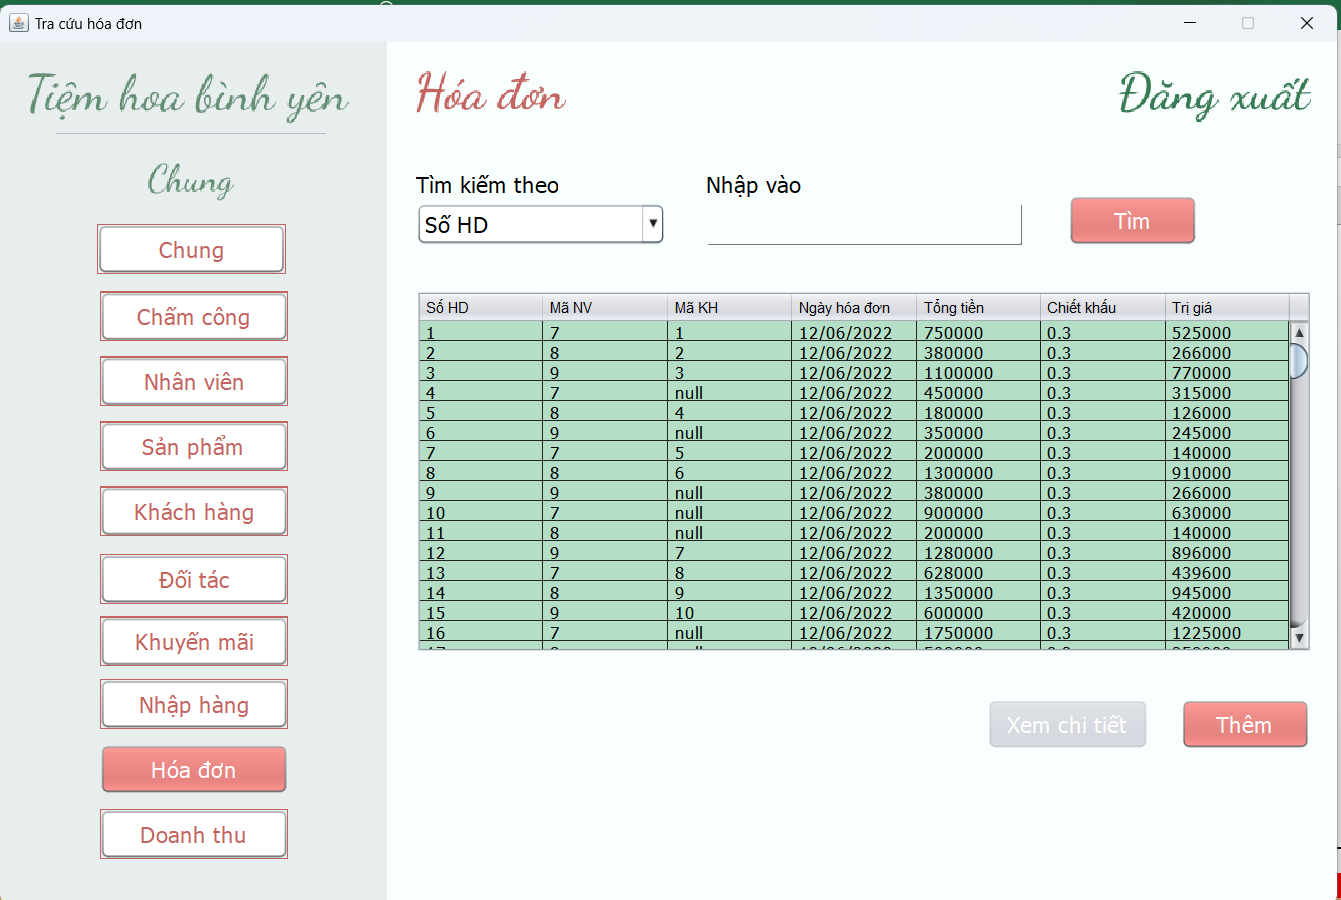 Tra cứu hóa đơn
Tiệm hoa bình yên
Chung
Chung
Chấm công
Nhân viên
Sản phẩm
Khách hàng
Đối tác
Khuyến mãi
Nhập hàng
Hóa đơn
Doanh thu
Hóa đơn
Đăng xuất
Tìm kiếm theo
Nhập vào
Số HD
Tìm
Số HD Mã NV Mã KH Ngày hóa đơn Tổng tiền Chiết khấu Trị giá
1 7 1 12/06/2022 750000 0.3 525000
2 8 2 12/06/2022 380000 0.3 266000
3 9 3 12/06/2022 1100000 0.3 770000
4 7 null 12/06/2022 450000 0.3 315000
5 8 4 12/06/2022 180000 0.3 126000
6 9 null 12/06/2022 350000 0.3 245000
7 7 5 12/06/2022 200000 0.3 140000
8 8 6 12/06/2022 1300000 0.3 910000
9 9 null 12/06/2022 380000 0.3 266000
10 7 null 12/06/2022 900000 0.3 630000
11 8 null 12/06/2022 200000 0.3 140000
12 9 7 12/06/2022 1280000 0.3 896000
13 7 8 12/06/2022 628000 0.3 439600
14 8 9 12/06/2022 1350000 0.3 945000
15 9 10 12/06/2022 600000 0.3 420000
16 7 null 12/06/2022 1750000 0.3 1225000
Xem chi tiết
Thêm